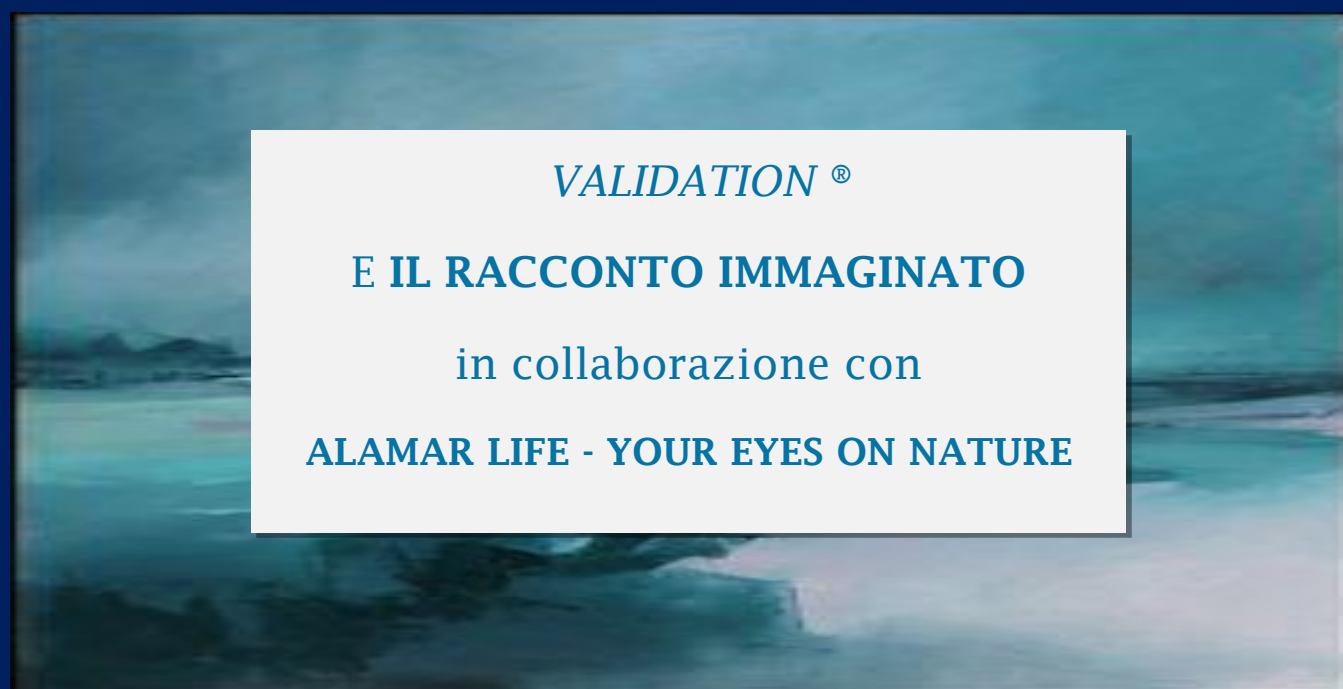 VALIDATION ®
E IL RACCONTO IMMAGINATO
in collaborazione con
ALAMAR LIFE - YOUR EYES ON NATURE